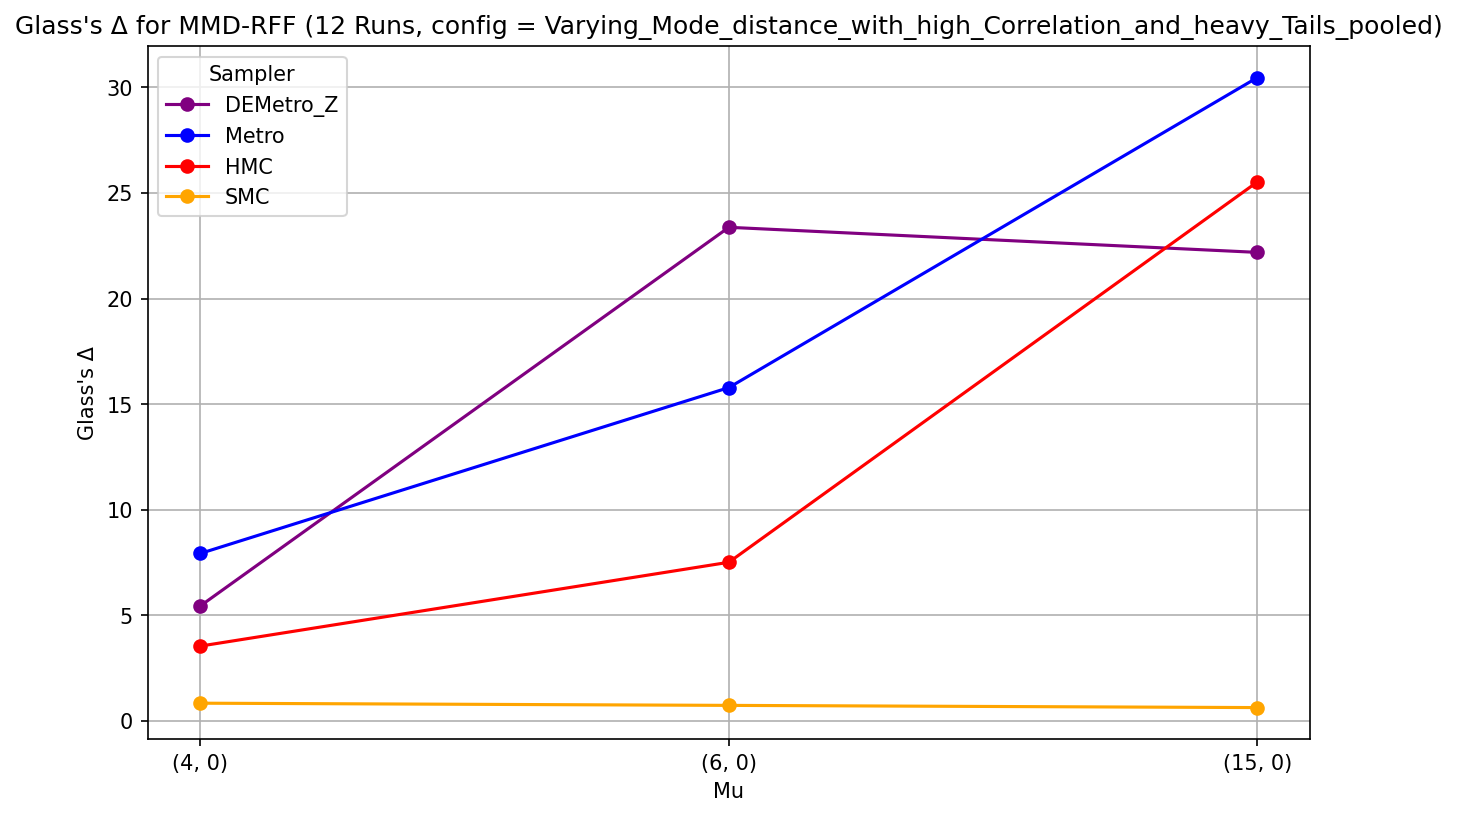 Glass's Δ for MMD-RFF (12 Runs, config = Varying_Mode_distance_with_high_Correlation_and_heavy_Tails_pooled)
Sampler
DEMetro_Z
Metro
HMC
SMC
Glass's Δ
30
25
20
15
10
5
0
(4, 0)
(6, 0)
(15, 0)
Mu